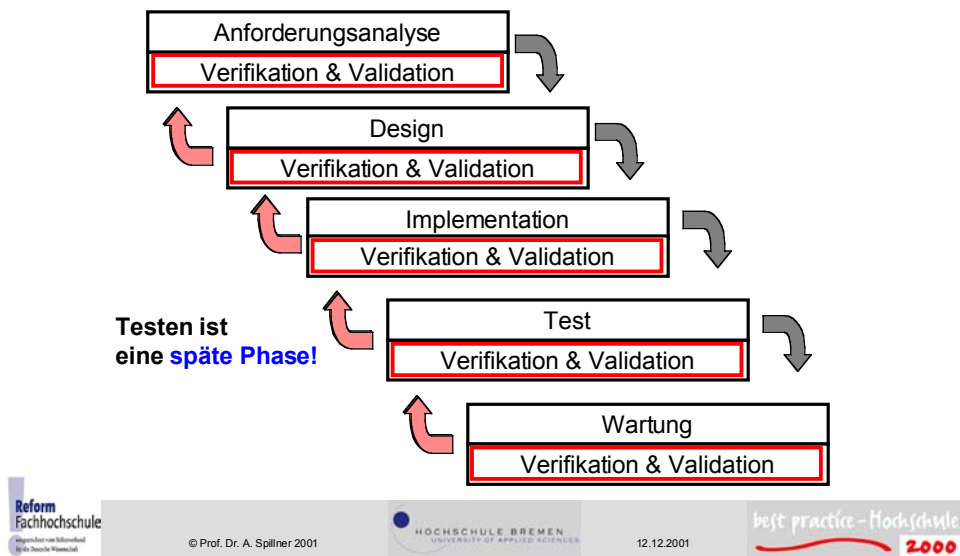 Anforderungsanalyse
Verifikation & Validation
Design
Verifikation & Validation
Implementation
Verifikation & Validation
Testen ist
eine späte Phase!
Test
Verifikation & Validation
Wartung
Verifikation & Validation
Reform
Fachhochschule
© Prof. Dr. A. Spillner 2001
HOCHSCHULE BREMEN
UNIVERSITY OF APPLIED SCIENCES
12.12.2001
best practice-Hochschule
2000